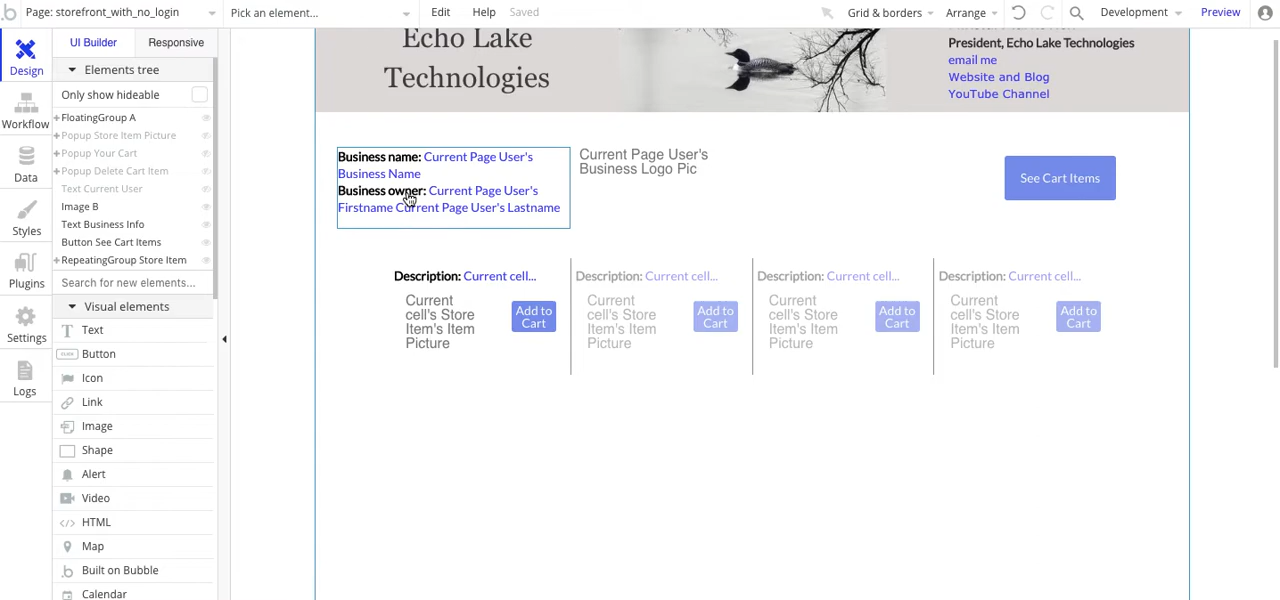 Page: storefront_with_no_login
Pick an element...
Edit
Help
Saved
Grid & borders
Arrange
Development
Preview
Design
Workflow
Data
Styles
Plugins
Settings
Logs
UI Builder
Responsive
Elements tree
Only show hideable
FloatingGroup A
Popup Store Item Picture
Popup Your Cart
Popup Delete Cart Item
Text Current User
Image B
Text Business Info
Button See Cart Items
RepeatingGroup Store Item
Search for new elements...
Visual elements
Text
Button
Icon
Link
Image
Shape
Alert
Video
HTML
Map
Built on Bubble
Calendar
Echo Lake
Technologies
President, Echo Lake Technologies
email me
Website and Blog
YouTube Channel
Business name: Current Page User's
Business Name
Business owner: Current Page User's
Firstname Current Page User's Lastname
Current Page User's
Business Logo Pic
See Cart Items
Description: Current cell...
Current
cell's Store
Item's Item
Picture
Add to
Cart
Description: Current cell...
Current
cell's Store
Item's Item
Picture
Add to
Cart
Description: Current cell...
Current
cell's Store
Item's Item
Picture
Add to
Cart
Description: Current cell...
Current
cell's Store
Item's Item
Picture
Add to
Cart